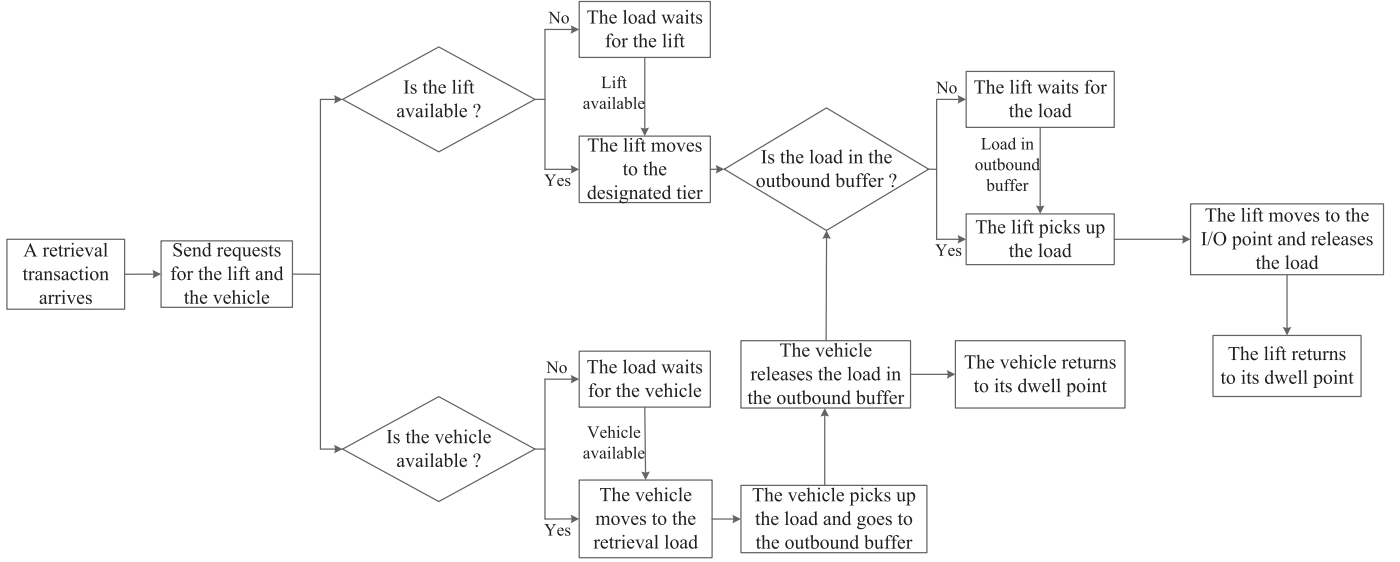 A retrieval
transaction
arrives
Send requests
for the lift and
the vehicle
Is the lift
available ?
No
The load waits
for the lift
Lift
available
Yes
The lift moves
to the
designated tier
Is the load in the
outbound buffer ?
No
The lift waits for
the load
Load in
outbound
buffer
Yes
The lift picks up
the load
The lift moves to the
I/O point and releases
the load
The lift returns
to its dwell point
Is the vehicle
available ?
No
The load waits
for the vehicle
Vehicle
available
Yes
The vehicle
moves to the
retrieval load
The vehicle picks up
the load and goes to
the outbound buffer
The vehicle
releases the load in
the outbound buffer
The vehicle returns
to its dwell point